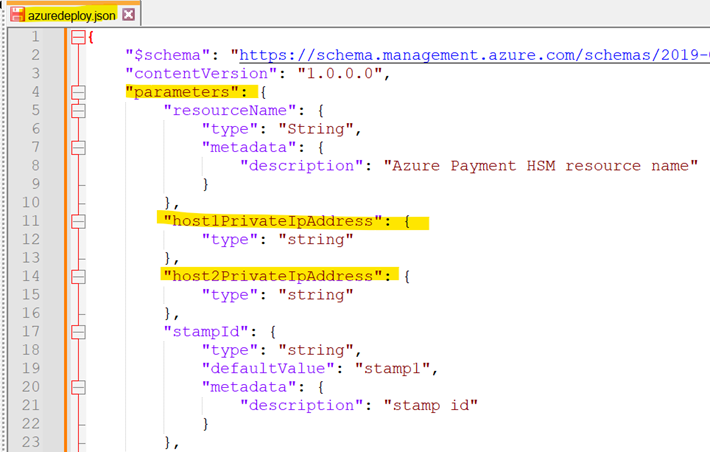 azuredeploy.json
1 {
2 "$schema": "https://schema.management.azure.com/schemas/2019-
3 "contentVersion": "1.0.0.0",
4 "parameters": {
5 "resourceName": {
6 "type": "String",
7 "metadata": {
8 "description": "Azure Payment HSM resource name"
9 }
10 },
11 "host1PrivateIpAddress": {
12 "type": "string"
13 },
14 "host2PrivateIpAddress": {
15 "type": "string"
16 },
17 "stampId": {
18 "type": "string",
19 "defaultValue": "stamp1",
20 "metadata": {
21 "description": "stamp id"
22 }
23 },